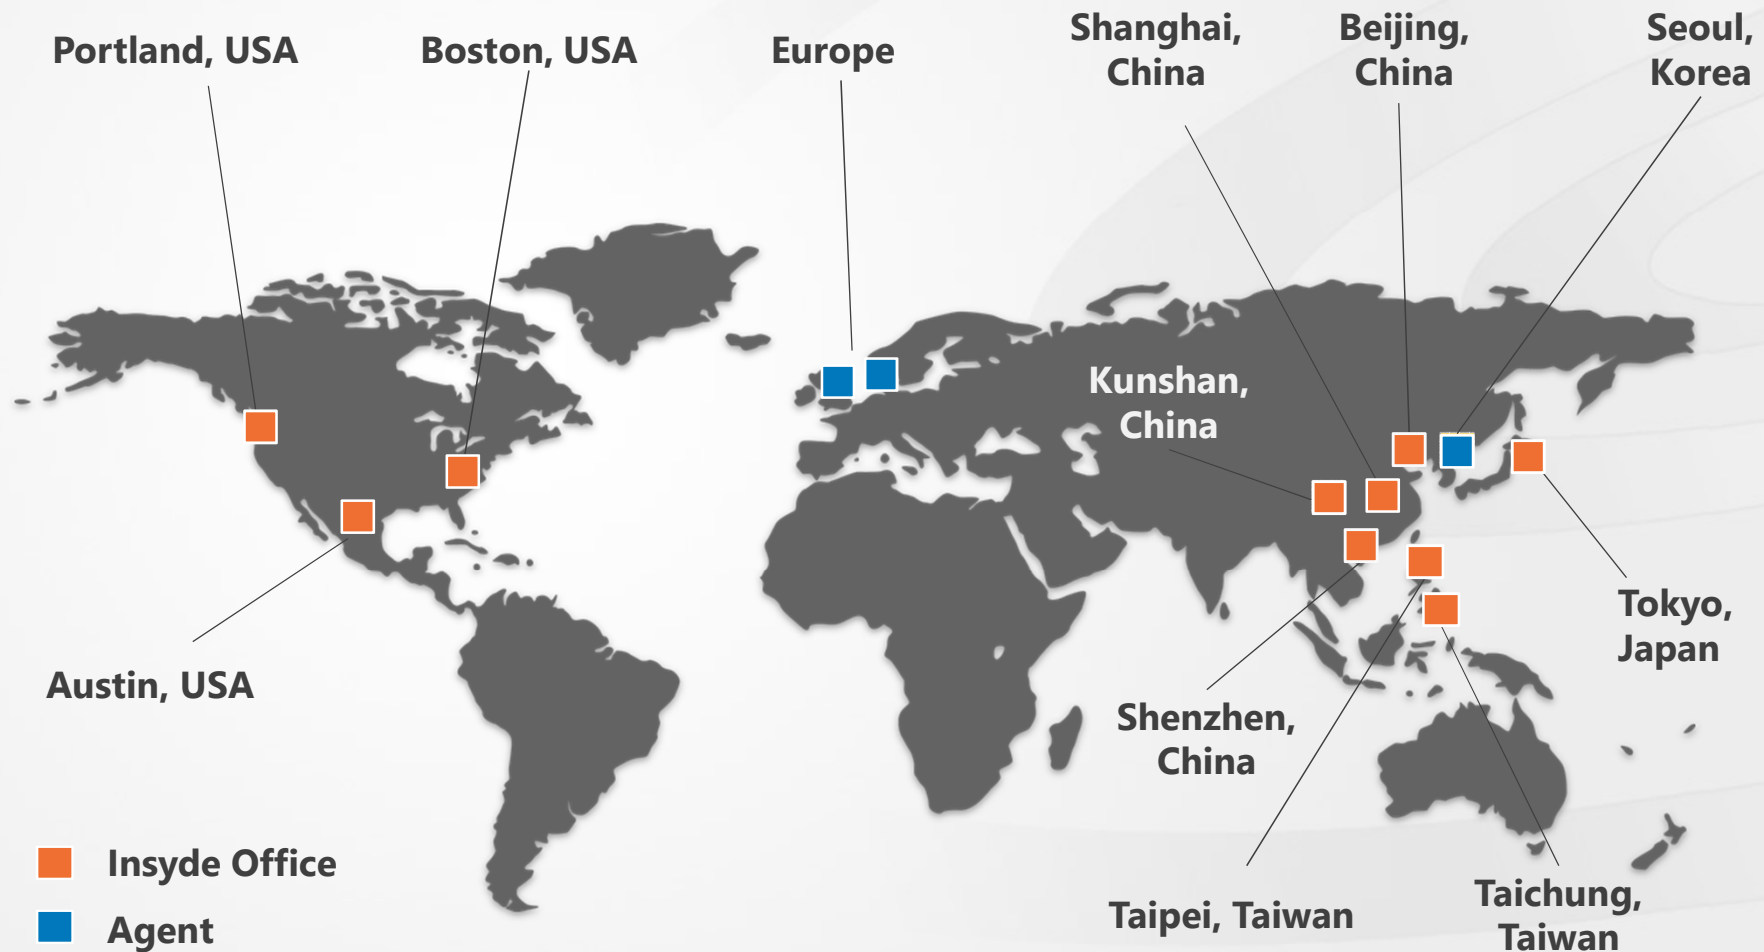 Portland, USA
Boston, USA
Europe
Shanghai,
China
Beijing,
China
Seoul,
Korea
Kunshan,
China
Tokyo,
Japan
Austin, USA
Shenzhen,
China
Taipei, Taiwan
Taichung,
Taiwan
Insyde Office
Agent